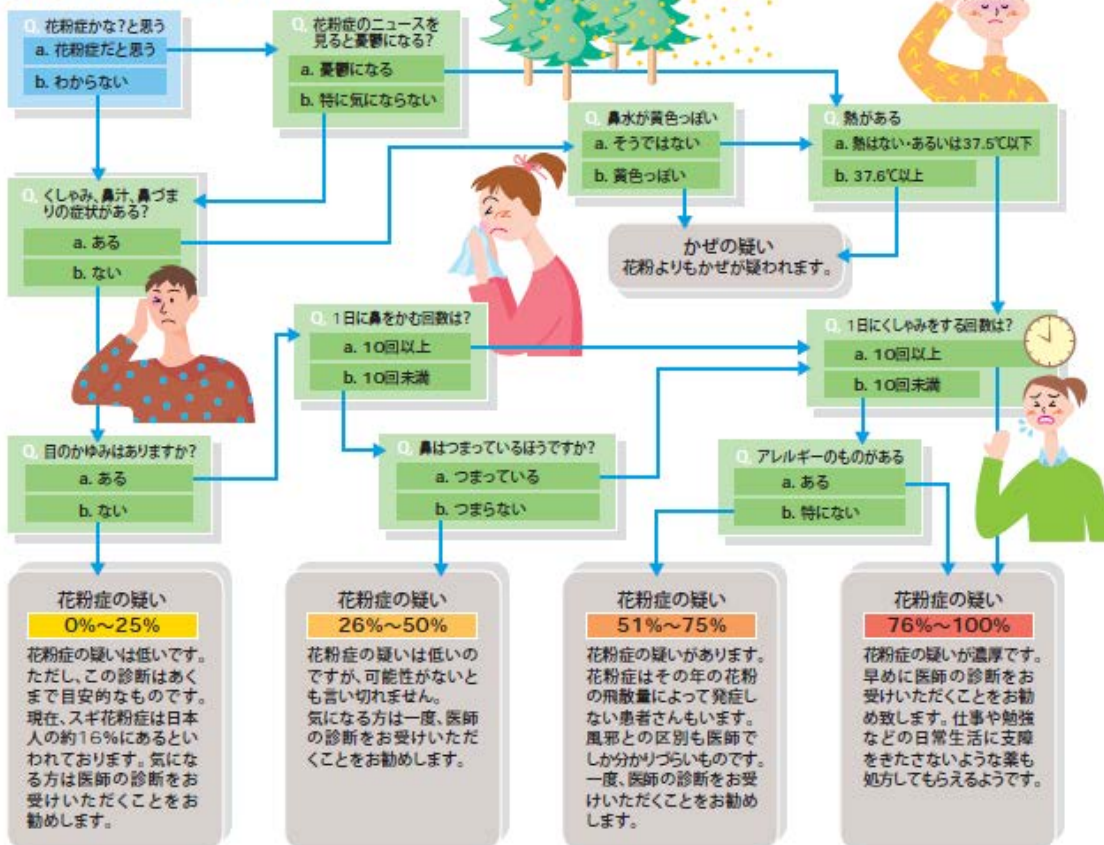 Q. 花粉症かな?と思う
a. 花粉症だと思う
b. わからない
Q. 花粉症のニュースを
見ると憂鬱になる?
a. 憂鬱になる
b. 特に気にならない
Q. 鼻水が黄色っぽい
a. そうではない
b. 黄色っぽい
Q. 熱がある
a. 熱はない・あるいは37.5℃以下
b. 37.6℃以上
Q. くしゃみ、鼻汁、鼻づま
りの症状がある?
a. ある
b. ない
かぜの疑い
花粉よりもかぜが疑われます。
Q. 1日に鼻をかむ回数は?
a. 10回以上
b. 10回未満
Q. 1日にくしゃみをする回数は?
a. 10回以上
b. 10回未満
Q. 目のかゆみはありますか?
a. ある
b. ない
Q. 鼻はつまっているほうですか?
a. つまっている
b. つまらない
Q. アレルギーのものがある
a. ある
b. 特にない
花粉症の疑い
0%～25%
花粉症の疑いは低いです。
ただし、この診断はあく
まで目安的なものです。
現在、スギ花粉症は日本
人の約16%にあるとい
われております。気にな
る方は医師の診断をお
受けいただくことをお
勧めします。
花粉症の疑い
26%～50%
花粉症の疑いは低いの
ですが、可能性がないと
も言い切れません。
気になる方は一度、医師
の診断をお受けいただ
くことをお勧めします。
花粉症の疑い
51%～75%
花粉症の疑いがあります。
花粉症はその年の花粉
の飛散量によって発症し
ない患者さんもいます。
風邪との区別も医師で
しか分かりづらいものです。
一度、医師の診断をお受
けいただくことをお勧め
します。
花粉症の疑い
76%～100%
花粉症の疑いが濃厚です。
早めに医師の診断をお
受けいただくことをお勧
め致します。仕事や勉強
などの日常生活に支障
をきたさないような薬も
処方してもらえるようです。